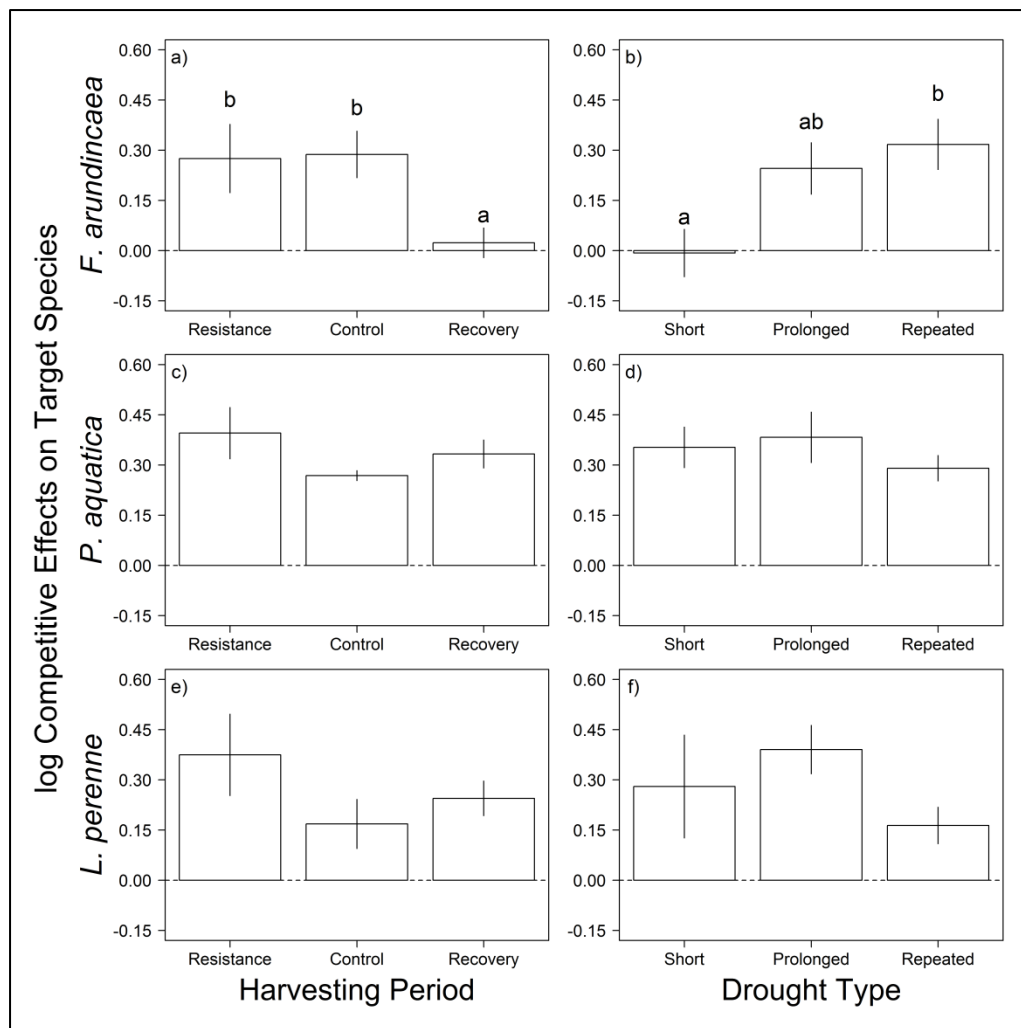 log Competitive Effects on Target Species
F. arundincaea
a)
0.60
0.45
0.30
0.15
0.00
-0.15
b
b
a
Resistance Control Recovery
b)
0.60
0.45
0.30
0.15
0.00
-0.15
a
ab
b
Short Prolonged Repeated
P. aquatica
c)
0.60
0.45
0.30
0.15
0.00
-0.15
Resistance Control Recovery
d)
0.60
0.45
0.30
0.15
0.00
-0.15
Short Prolonged Repeated
L. perenne
e)
0.60
0.45
0.30
0.15
0.00
-0.15
Resistance Control Recovery
f)
0.60
0.45
0.30
0.15
0.00
-0.15
Short Prolonged Repeated
Harvesting Period
Drought Type